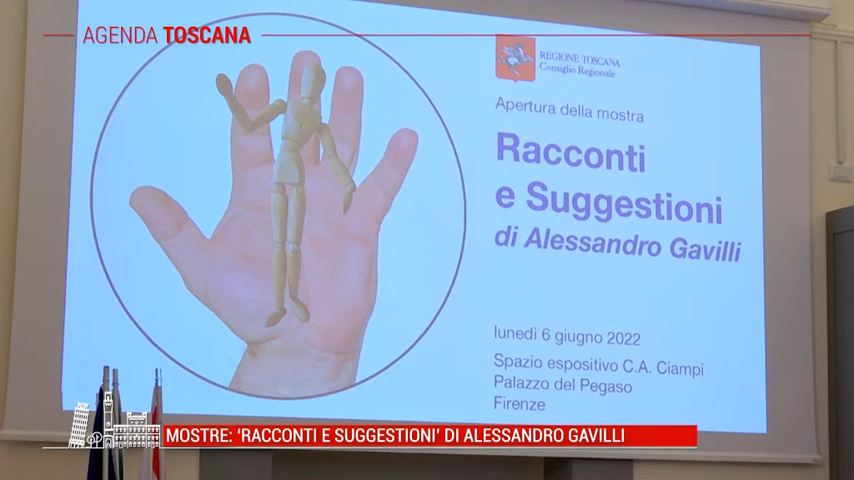 AGENDA TOSCANA
REGIONE TOSCANA
Consiglio Regionale
Apertura della mostra
Racconti
e Suggestioni
di Alessandro Gavilli
lunedì 6 giugno 2022
Spazio espositivo C.A. Ciampi
Palazzo del Pegaso
Firenze
MOSTRE: ‘RACCONTI E SUGGESTIONI’ DI ALESSANDRO GAVILLI